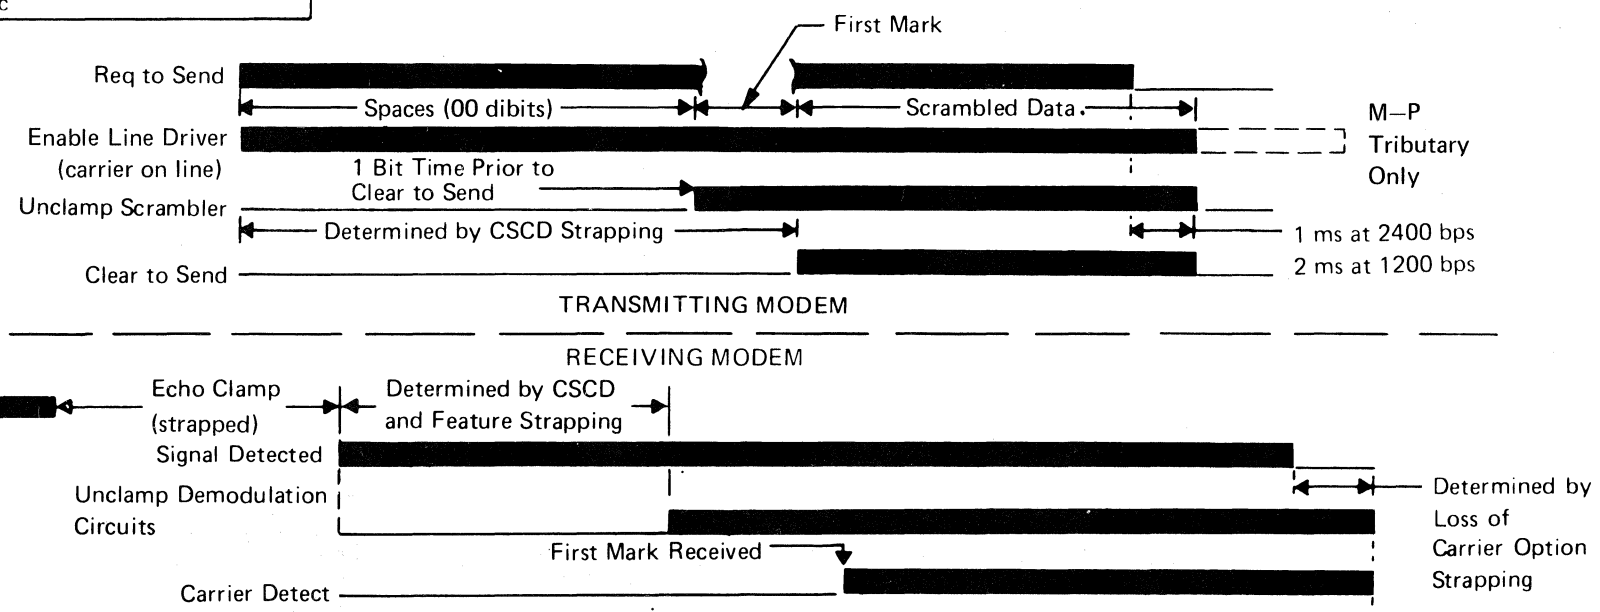 c
First Mark
Req to Send
Spaces (00 dibits)
Scrambled Data.
M–P
Tributary
Only
Enable Line Driver
(carrier on line)
1 Bit Time Prior to
Clear to Send
Unclamp Scrambler
Determined by CSCD Strapping
1 ms at 2400 bps
2 ms at 1200 bps
Clear to Send
TRANSMITTING MODEM
RECEIVING MODEM
Echo Clamp
(strapped)
Determined by CSCD
and Feature Strapping
Signal Detected
Unclamp Demodulation
Circuits
Determined by
Loss of
Carrier Option
Strapping
First Mark Received
Carrier Detect